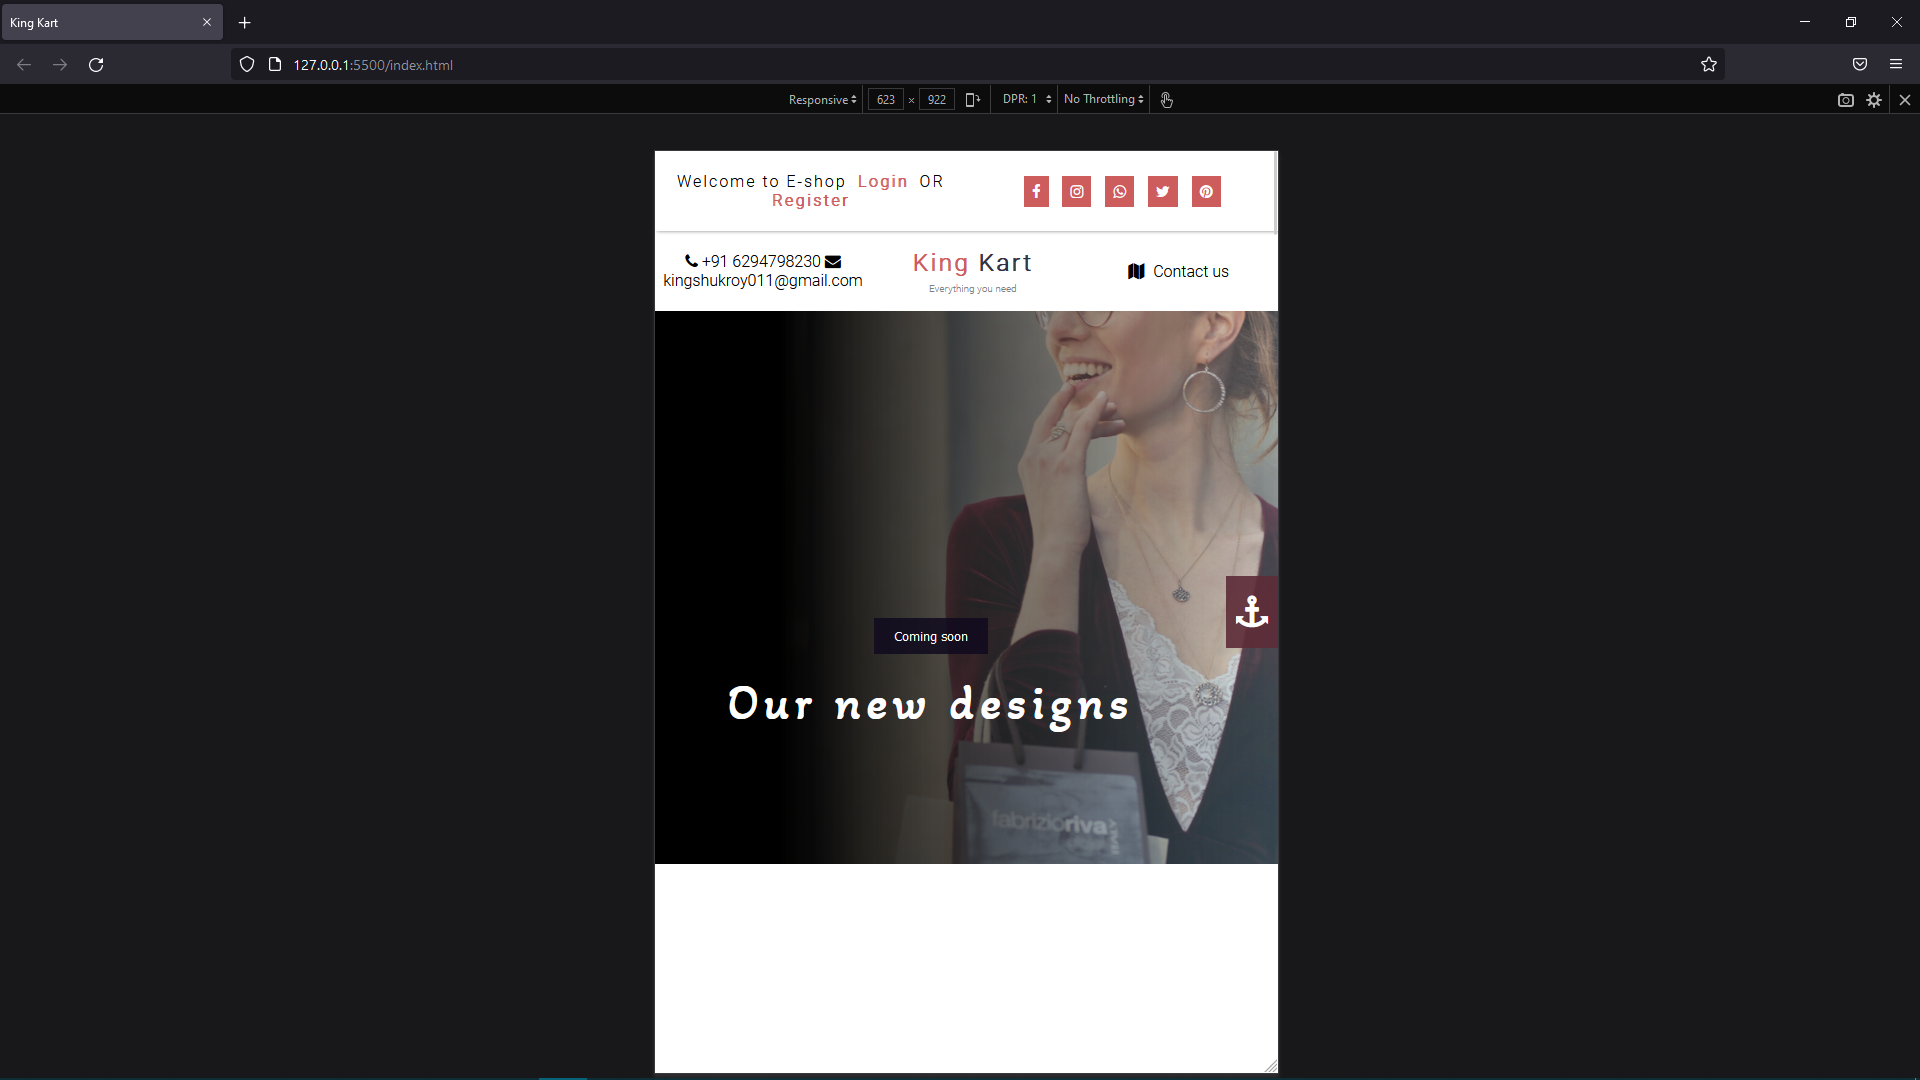 King Kart
127.0.0.1:5500/index.html
Responsive 623 × 922 DPR: 1 No Throttling
Welcome to E-shop Login OR
Register
+91 6294798230
kingshukroy011@gmail.com
King Kart
Everything you need
Contact us
Coming soon
Our new designs
fabrizioriva
ITALY